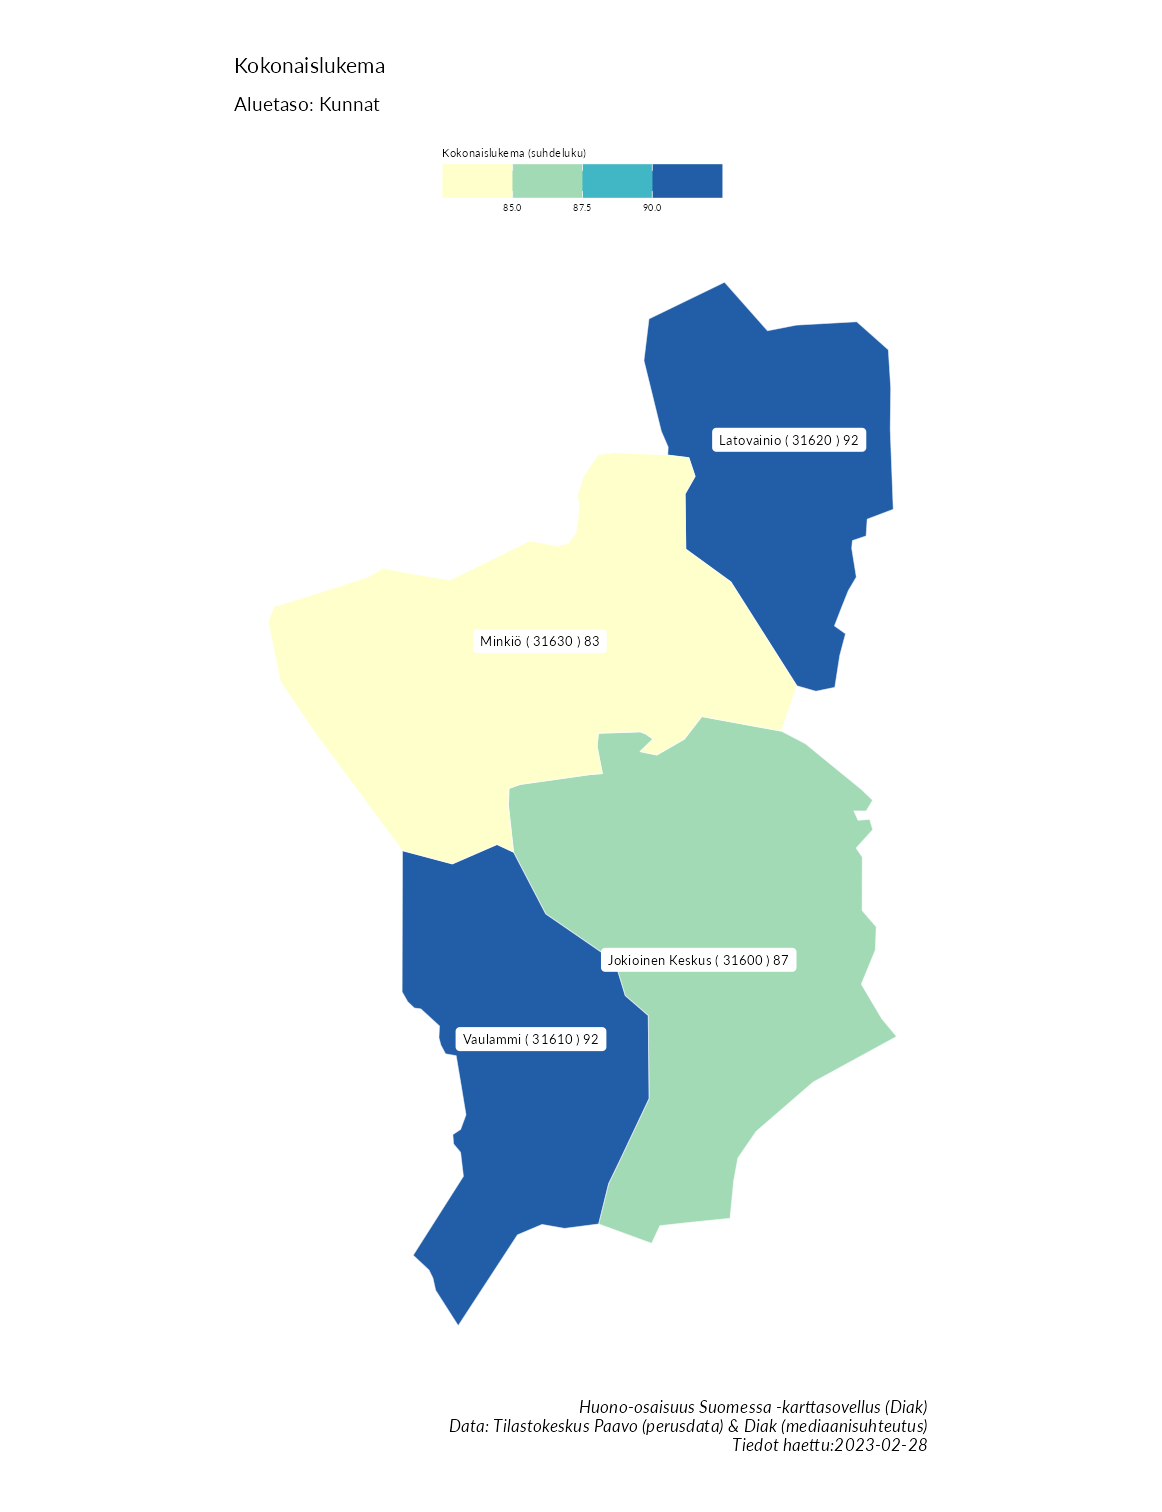 Kokonaislukema
Aluetaso: Kunnat
Kokonaislukema (suhdeluku)
85.0 87.5 90.0
Latovainio ( 31620 ) 92
Minkiö ( 31630 ) 83
Jokioinen Keskus ( 31600 ) 87
Vaulammi ( 31610 ) 92
Huono-osaisuus Suomessa -karttasovellus (Diak)
Data: Tilastokeskus Paavo (perusdata) & Diak (mediaanisuhteutus)
Tiedot haettu:2023-02-28